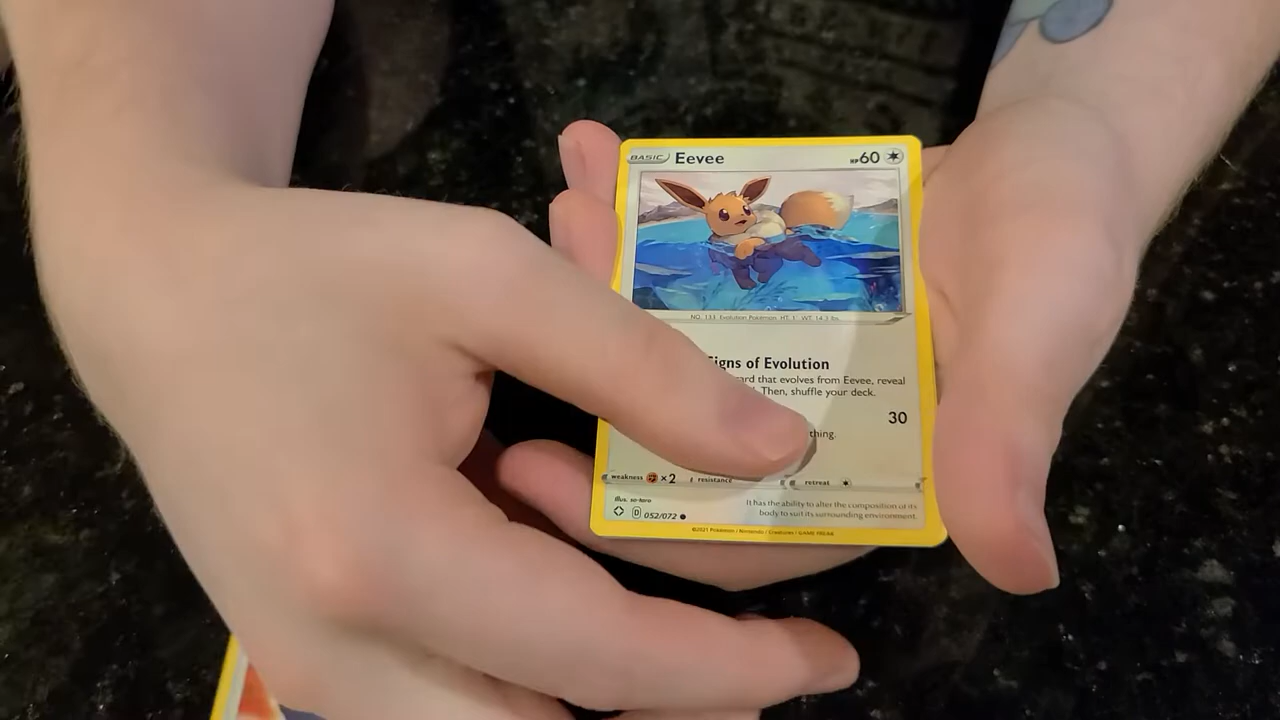 BASIC Eevee HP 60
NO. 133 Evolution Pokémon HT: 1' WT: 14.3 lbs.
Signs of Evolution
card that evolves from Eevee, reveal
Then, shuffle your deck.
30
thing.
weakness ×2 resistance retreat
Illus. so-taro
It has the ability to alter the composition of its
body to suit its surrounding environment.
D 052/072
©2021 Pokémon / Nintendo / Creatures / GAME FREAK